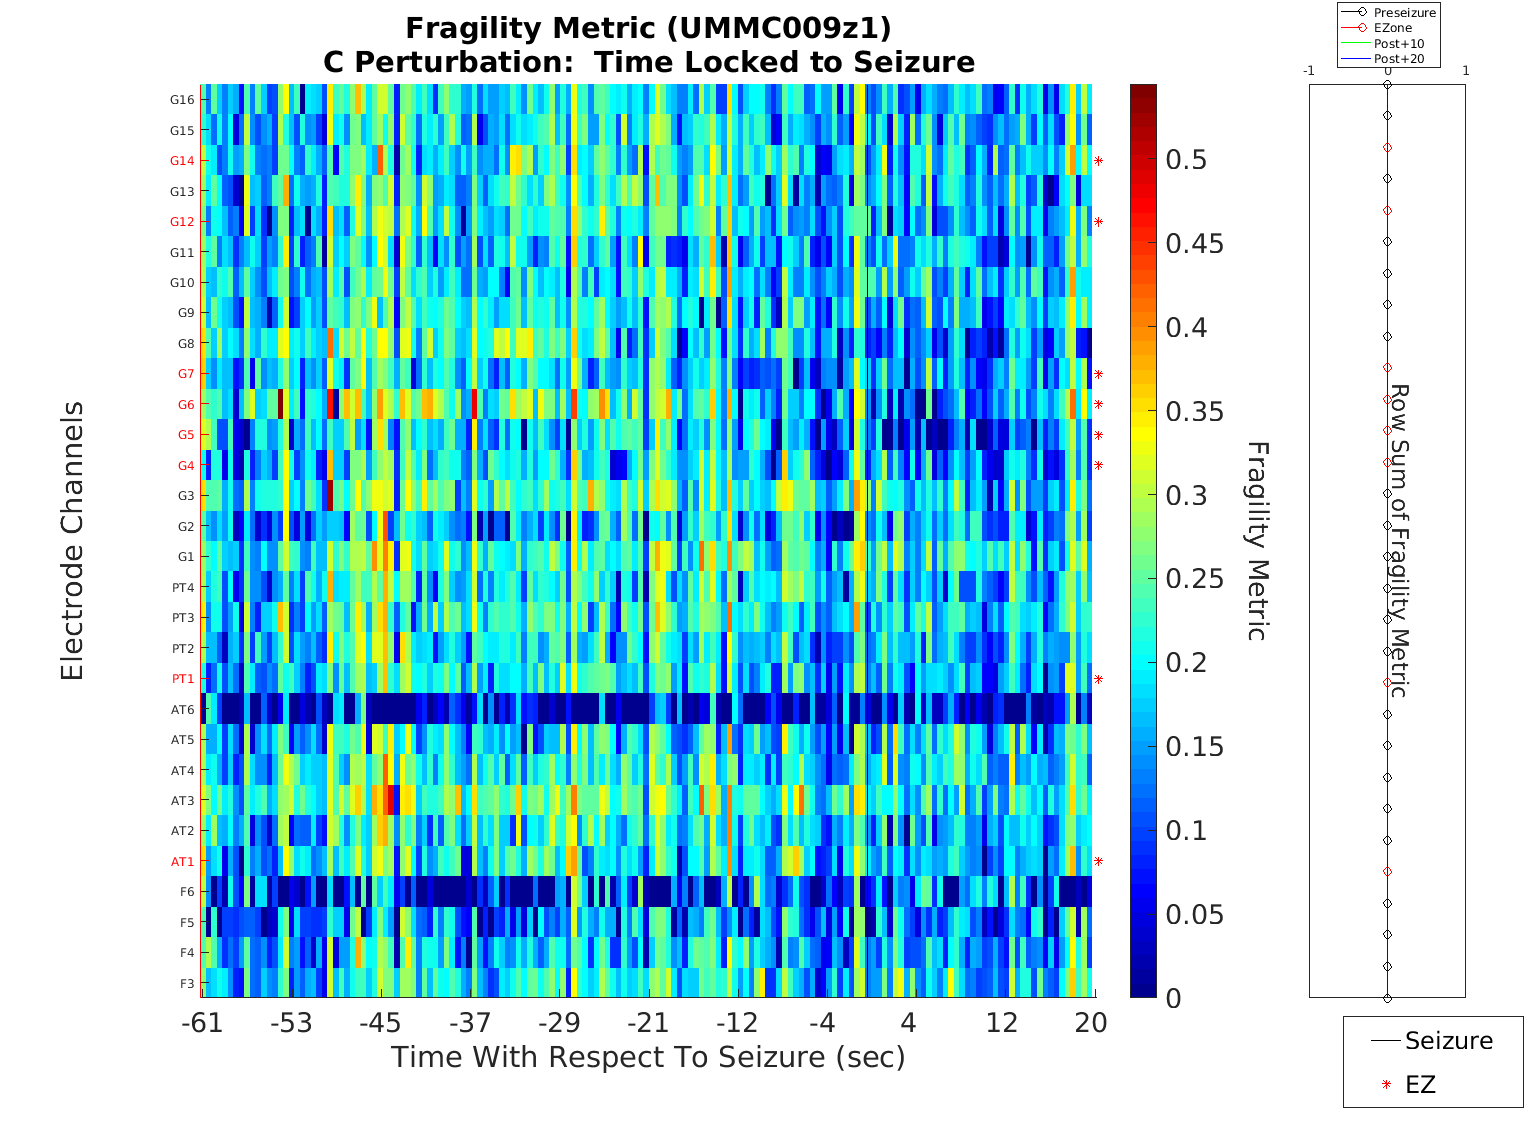 Fragility Metric (UMMC009z1)
C Perturbation: Time Locked to Seizure
Electrode Channels
G16
G15
G14
G13
G12
G11
G10
G9
G8
G7
G6
G5
G4
G3
G2
G1
PT4
PT3
PT2
PT1
AT6
AT5
AT4
AT3
AT2
AT1
F6
F5
F4
F3
-61 -53 -45 -37 -29 -21 -12 -4 4 12 20
Time With Respect To Seizure (sec)
0.5
0.45
0.4
0.35
0.3
0.25
0.2
0.15
0.1
0.05
0
Fragility Metric
Preseizure
EZone
Post+10
Post+20
-1 0 1
Row Sum of Fragility Metric
Seizure
EZ